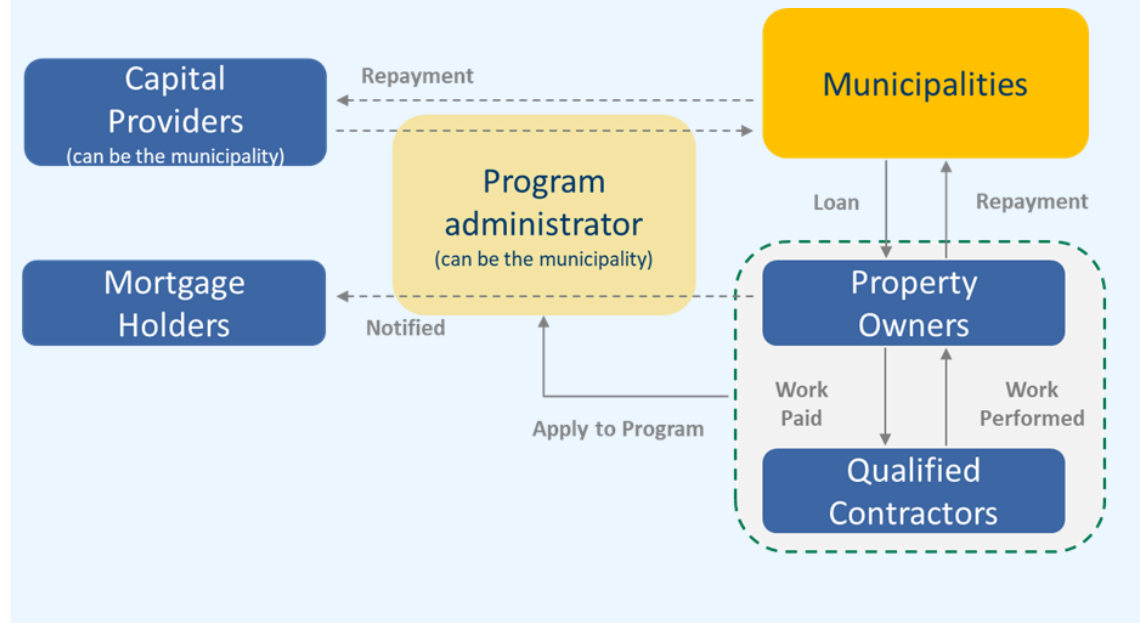 Capital
Providers
(can be the municipality)
Repayment
Municipalities
Program
administrator
(can be the municipality)
Loan
Repayment
Mortgage
Holders
Notified
Property
Owners
Apply to Program
Work
Paid
Work
Performed
Qualified
Contractors